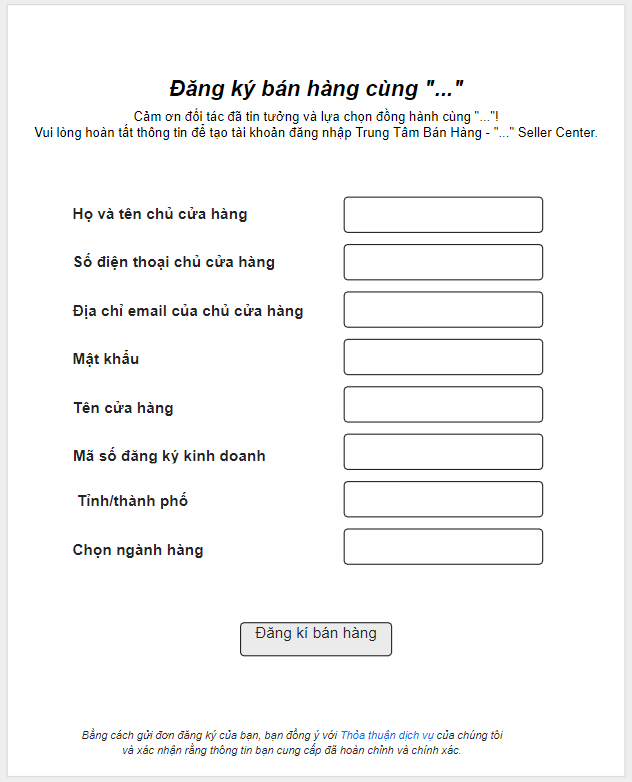 Đăng ký bán hàng cùng "..."
Cảm ơn đối tác đã tin tưởng và lựa chọn đồng hành cùng "..."!
Vui lòng hoàn tất thông tin để tạo tài khoản đăng nhập Trung Tâm Bán Hàng - "..." Seller Center.
Họ và tên chủ cửa hàng
Số điện thoại chủ cửa hàng
Địa chỉ email của chủ cửa hàng
Mật khẩu
Tên cửa hàng
Mã số đăng ký kinh doanh
Tỉnh/thành phố
Chọn ngành hàng
Đăng kí bán hàng
Bằng cách gửi đơn đăng ký của bạn, bạn đồng ý với Thỏa thuận dịch vụ của chúng tôi
và xác nhận rằng thông tin bạn cung cấp đã hoàn chỉnh và chính xác.